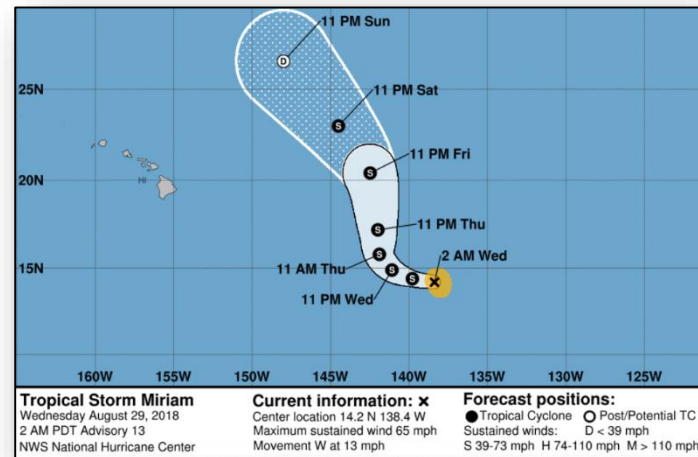 11 PM Sun
D
25N
11 PM Sat
S
11 PM Fri
HI
20N
S
11 PM Thu
S
2 AM Wed
11 AM Thu
S
15N
S
S
11 PM Wed
160W 155W 150W 145W 140W 135W 130W 125W
Tropical Storm Miriam
Wednesday August 29, 2018
2 AM PDT Advisory 13
NWS National Hurricane Center
Current information: ×
Center location 14.2 N 138.4 W
Maximum sustained wind 65 mph
Movement W at 13 mph
Forecast positions:
● Tropical Cyclone ○ Post/Potential TC
Sustained winds: D < 39 mph
S 39-73 mph H 74-110 mph M > 110 mph